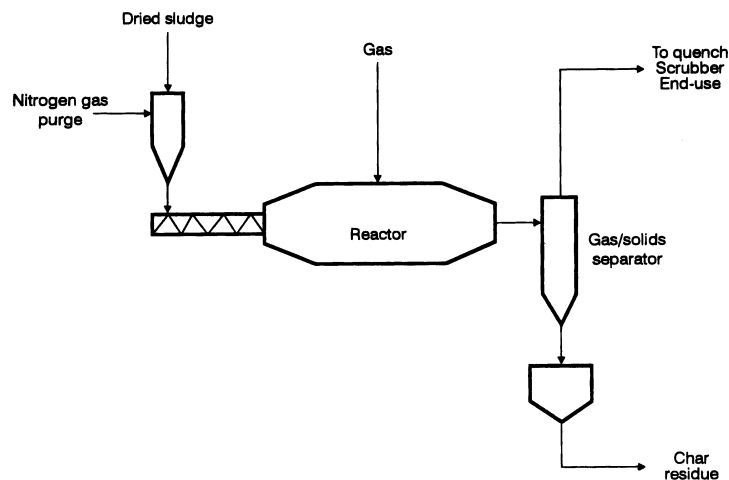 Dried sludge
Nitrogen gas
purge
Gas
Reactor
To quench
Scrubber
End-use
Gas/solids
separator
Char
residue